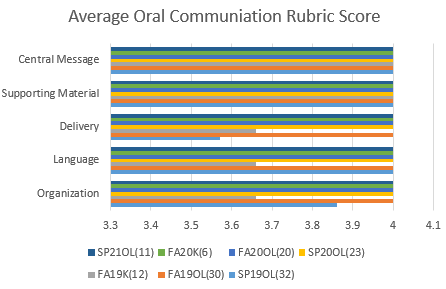 Average Oral Communiation Rubric Score
Central Message
Supporting Material
Delivery
Language
Organization
3.3 3.4 3.5 3.6 3.7 3.8 3.9 4 4.1
SP21OL(11) FA20K(6) FA20OL(20) SP20OL(23)
FA19K(12) FA19OL(30) SP19OL(32)